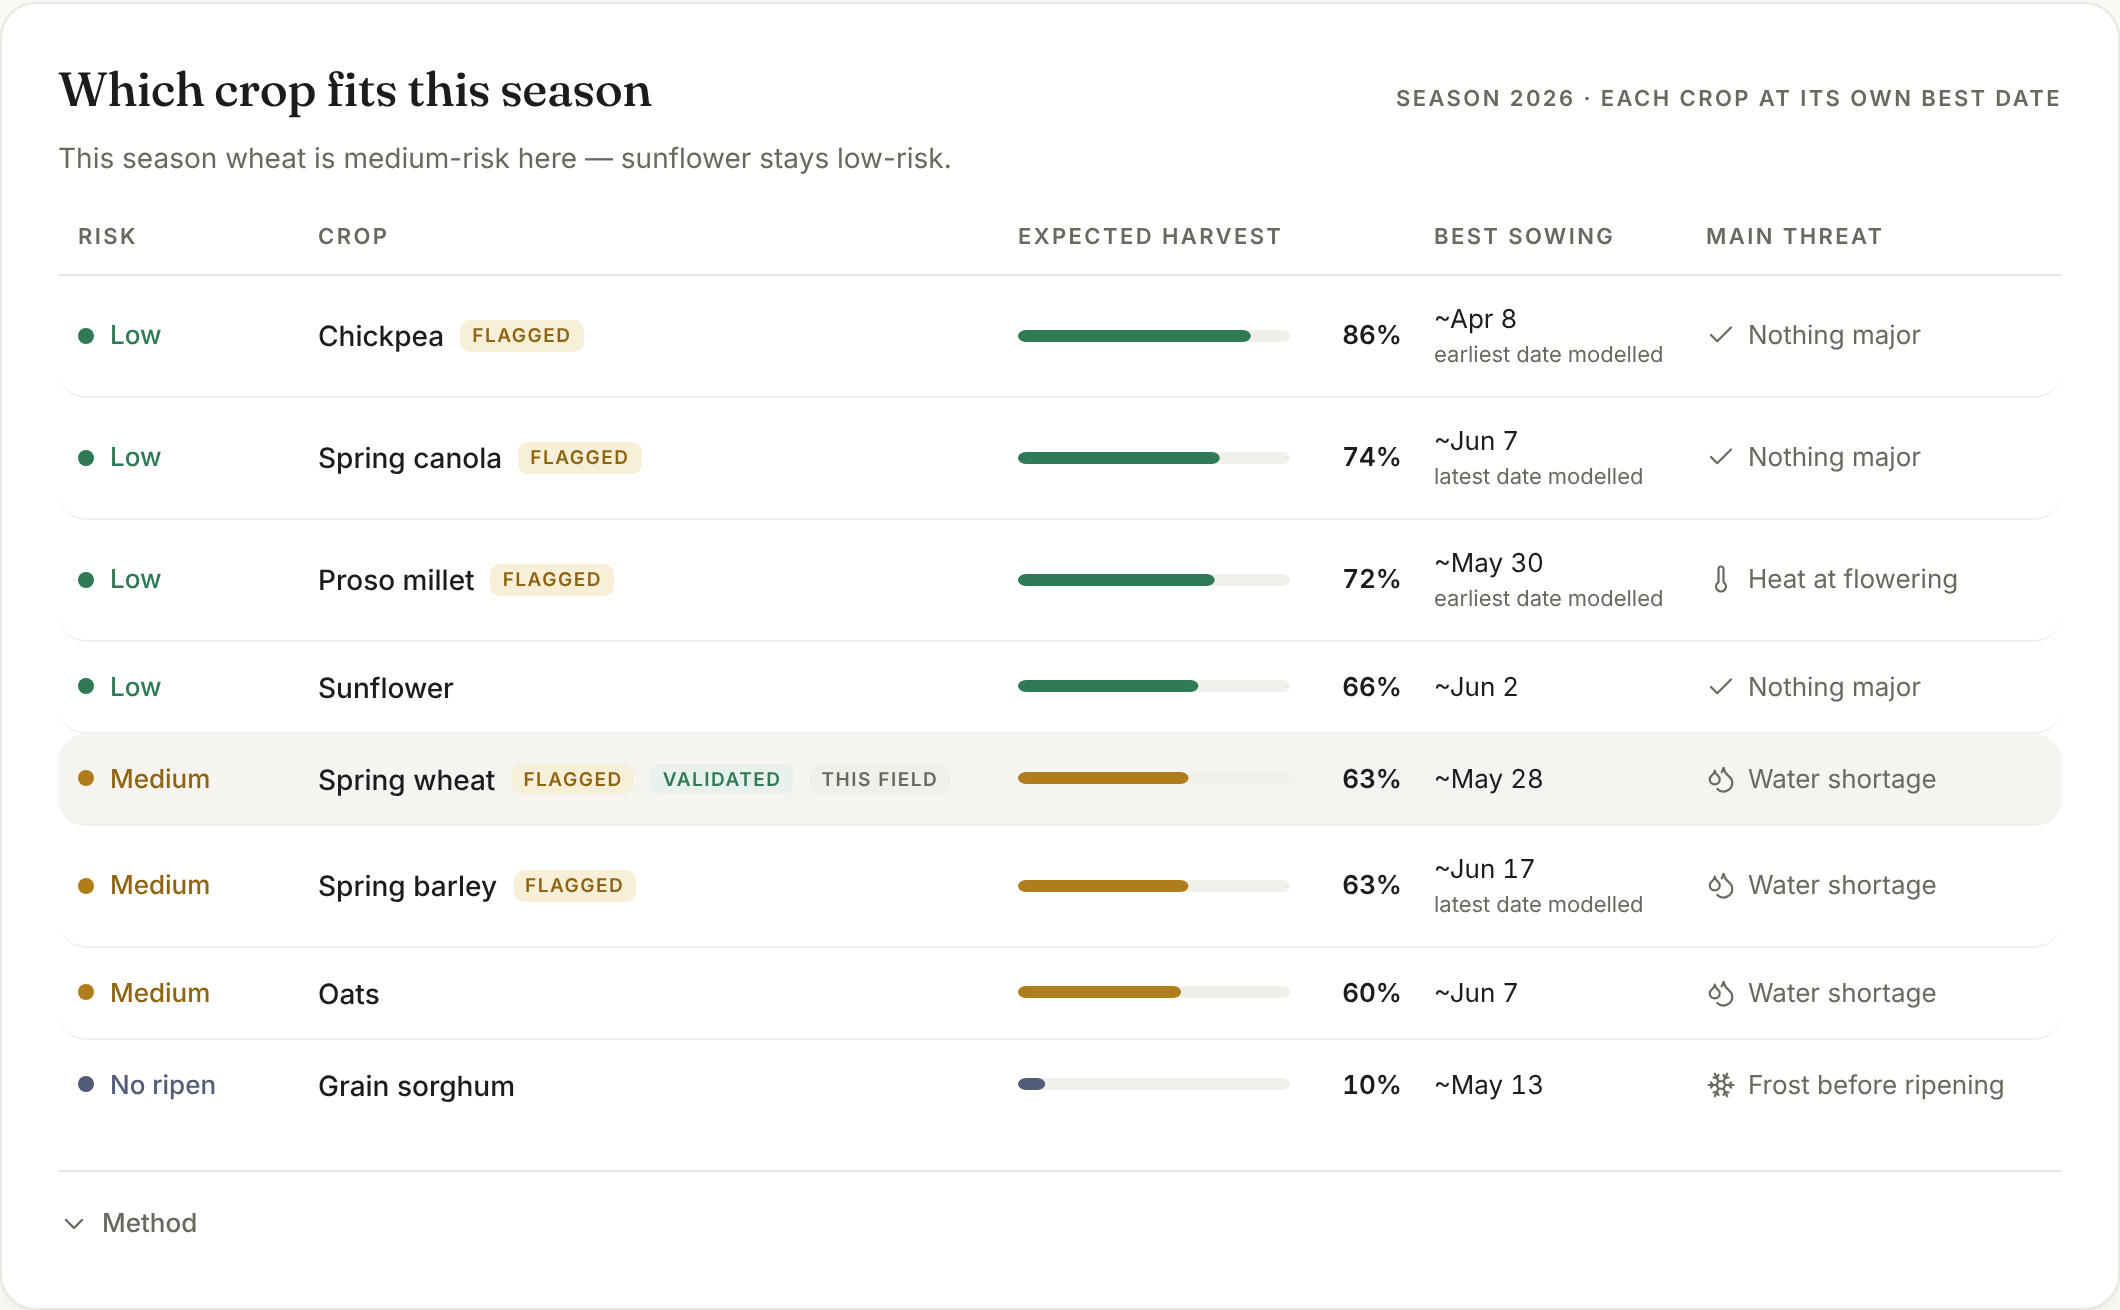 Which crop fits this season
SEASON 2026 · EACH CROP AT ITS OWN BEST DATE
This season wheat is medium-risk here — sunflower stays low-risk.
RISK CROP EXPECTED HARVEST BEST SOWING MAIN THREAT
Low Chickpea FLAGGED 86% ~Apr 8 Nothing major
earliest date modelled
Low Spring canola FLAGGED 74% ~Jun 7 Nothing major
latest date modelled
Low Proso millet FLAGGED 72% ~May 30 Heat at flowering
earliest date modelled
Low Sunflower 66% ~Jun 2 Nothing major
Medium Spring wheat FLAGGED VALIDATED THIS FIELD 63% ~May 28 Water shortage
Medium Spring barley FLAGGED 63% ~Jun 17 Water shortage
latest date modelled
Medium Oats 60% ~Jun 7 Water shortage
No ripen Grain sorghum 10% ~May 13 Frost before ripening
Method